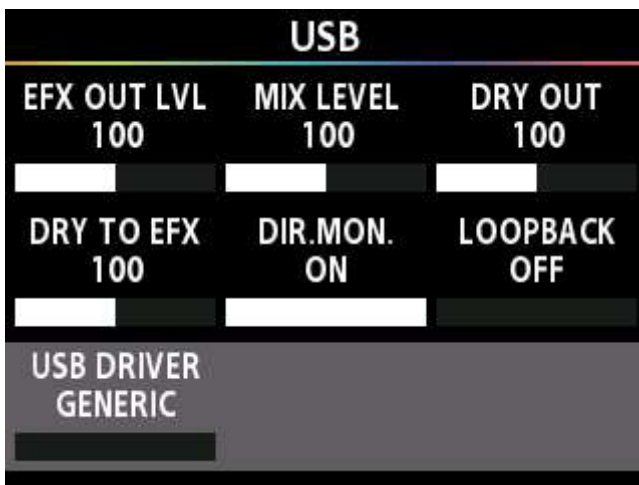 USB
EFX OUT LVL
100
MIX LEVEL
100
DRY OUT
100
DRY TO EFX
100
DIR.MON.
ON
LOOPBACK
OFF
USB DRIVER
GENERIC